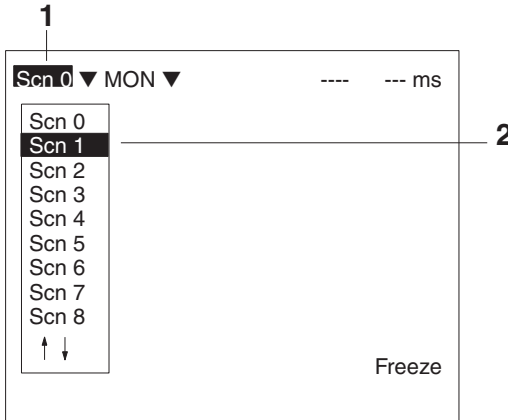 1
Scn 0 ▼ MON ▼ ---- --- ms
Scn 0
Scn 1
2
Scn 2
Scn 3
Scn 4
Scn 5
Scn 6
Scn 7
Scn 8
↑ ↓
Freeze